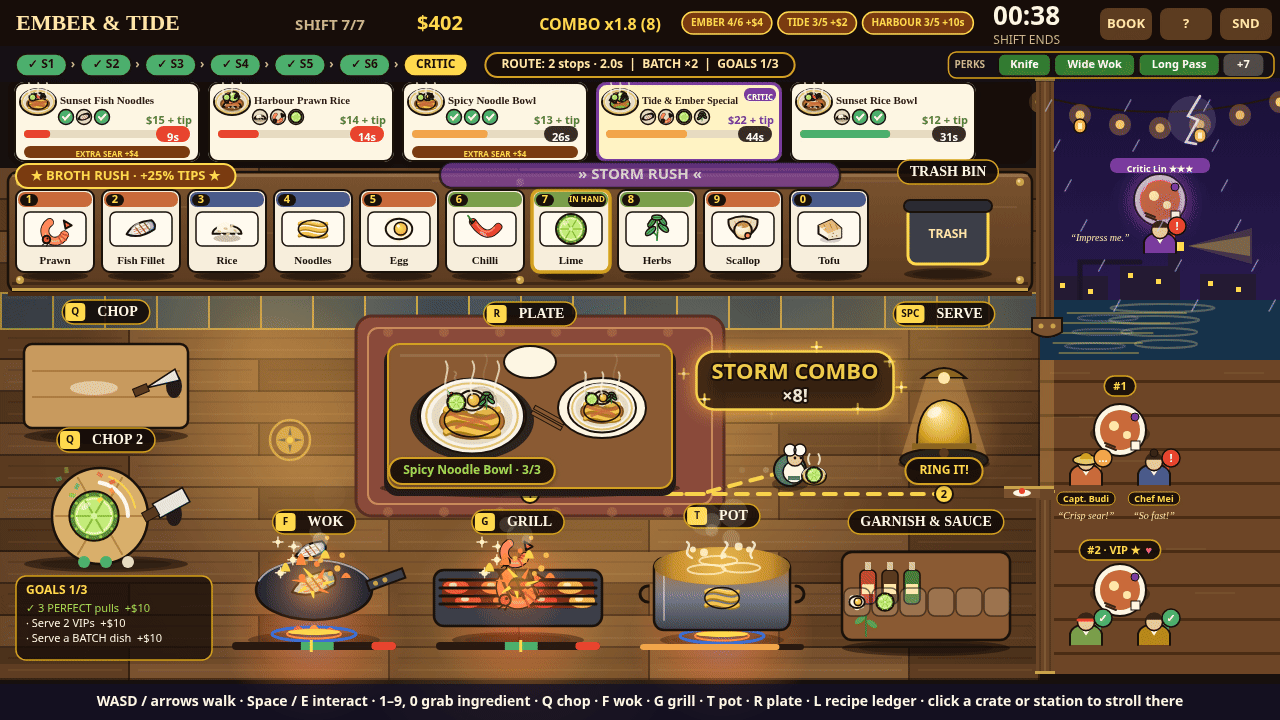 EMBER & TIDE
SHIFT 7/7
$402
COMBO x1.8 (8)
EMBER 4/6 +$4
TIDE 3/5 +$2
HARBOUR 3/5 +10s
00:38
SHIFT ENDS
BOOK
?
SND
✓ S1 › ✓ S2 › ✓ S3 › ✓ S4 › ✓ S5 › ✓ S6 › CRITIC
ROUTE: 2 stops · 2.0s | BATCH ×2 | GOALS 1/3
PERKS
Knife
Wide Wok
Long Pass
+7
Sunset Fish Noodles
$15 + tip
9s
EXTRA SEAR +$4
Harbour Prawn Rice
$14 + tip
14s
Spicy Noodle Bowl
$13 + tip
26s
EXTRA SEAR +$4
Tide & Ember Special
CRITIC
$22 + tip
44s
Sunset Rice Bowl
$12 + tip
31s
★ BROTH RUSH · +25% TIPS ★
» STORM RUSH «
TRASH BIN
1 Prawn
2 Fish Fillet
3 Rice
4 Noodles
5 Egg
6 Chilli
7 IN HAND Lime
8 Herbs
9 Scallop
0 Tofu
TRASH
Critic Lin ★★★
“Impress me.”
!
Q CHOP
R PLATE
SPC SERVE
STORM COMBO
×8!
Q CHOP 2
Spicy Noodle Bowl · 3/3
RING IT!
2
#1
...
!
Capt. Budi
Chef Mei
“Crisp sear!”
“So fast!”
F WOK
G GRILL
T POT
GARNISH & SAUCE
#2 · VIP ★ ♥
GOALS 1/3
✓ 3 PERFECT pulls +$10
· Serve 2 VIPs +$10
· Serve a BATCH dish +$10
WASD / arrows walk · Space / E interact · 1–9, 0 grab ingredient · Q chop · F wok · G grill · T pot · R plate · L recipe ledger · click a crate or station to stroll there